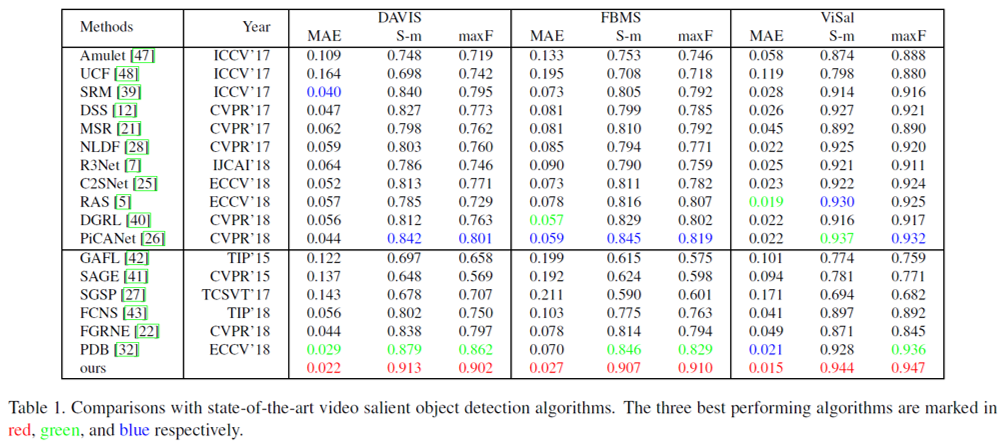 Methods Year DAVIS FBMS ViSal
MAE S-m maxF MAE S-m maxF MAE S-m maxF
Amulet [47] ICCV'17 0.109 0.748 0.719 0.133 0.753 0.746 0.058 0.874 0.888
UCF [48] ICCV'17 0.164 0.698 0.742 0.195 0.708 0.718 0.119 0.798 0.880
SRM [39] ICCV'17 0.040 0.840 0.795 0.073 0.805 0.792 0.028 0.914 0.916
DSS [12] CVPR'17 0.047 0.827 0.773 0.081 0.799 0.785 0.026 0.927 0.921
MSR [21] CVPR'17 0.062 0.798 0.762 0.081 0.810 0.792 0.045 0.892 0.890
NLDF [28] CVPR'17 0.059 0.803 0.760 0.085 0.794 0.771 0.022 0.925 0.920
R3Net [7] IJCAI'18 0.064 0.786 0.746 0.090 0.790 0.759 0.025 0.921 0.911
C2SNet [25] ECCV'18 0.052 0.813 0.771 0.073 0.811 0.782 0.023 0.922 0.924
RAS [5] ECCV'18 0.057 0.785 0.729 0.078 0.816 0.807 0.019 0.930 0.925
DGRL [40] CVPR'18 0.056 0.812 0.763 0.057 0.829 0.802 0.022 0.916 0.917
PiCANet [26] CVPR'18 0.044 0.842 0.801 0.059 0.845 0.819 0.022 0.937 0.932
GAFL [42] TIP'15 0.122 0.697 0.658 0.199 0.615 0.575 0.101 0.774 0.759
SAGE [41] CVPR'15 0.137 0.648 0.569 0.192 0.624 0.598 0.094 0.781 0.771
SGSP [27] TCSVT'17 0.143 0.678 0.707 0.211 0.590 0.601 0.171 0.694 0.682
FCNS [43] TIP'18 0.056 0.802 0.750 0.103 0.775 0.763 0.041 0.897 0.892
FGRNE [22] CVPR'18 0.044 0.838 0.797 0.078 0.814 0.794 0.049 0.871 0.845
PDB [32] ECCV'18 0.029 0.879 0.862 0.070 0.846 0.829 0.021 0.928 0.936
ours 0.022 0.913 0.902 0.027 0.907 0.910 0.015 0.944 0.947
Table 1. Comparisons with state-of-the-art video salient object detection algorithms. The three best performing algorithms are marked in
red, green, and blue respectively.